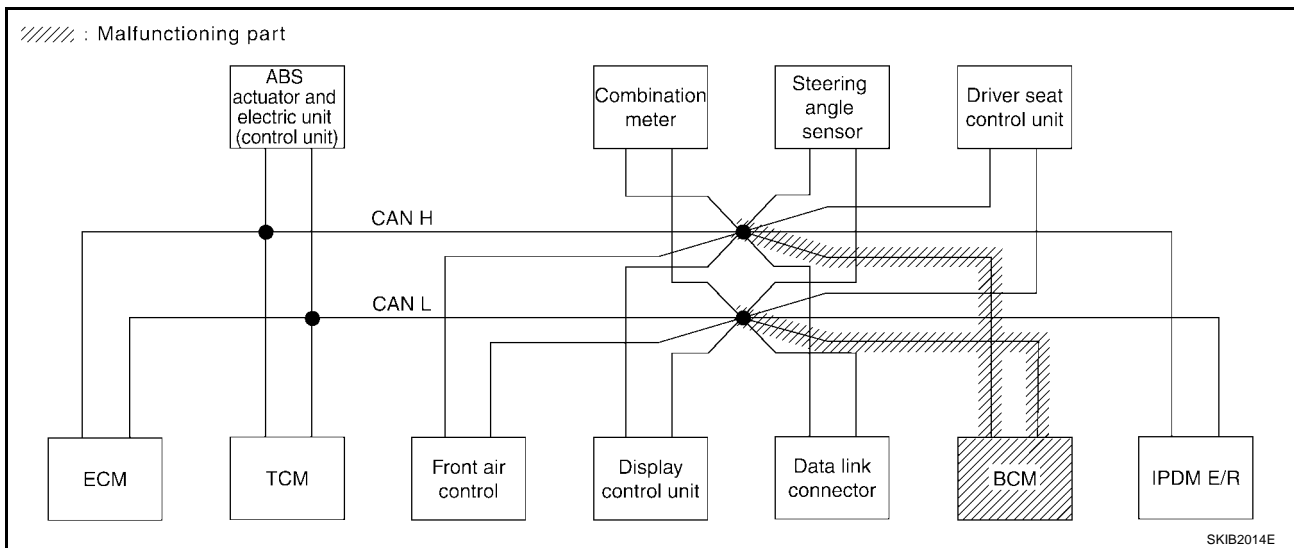 : Malfunctioning part
ABS
actuator and
electric unit
(control unit)
Combination
meter
Steering
angle
sensor
Driver seat
control unit
CAN H
CAN L
ECM
TCM
Front air
control
Display
control unit
Data link
connector
BCM
IPDM E/R
SKIB2014E